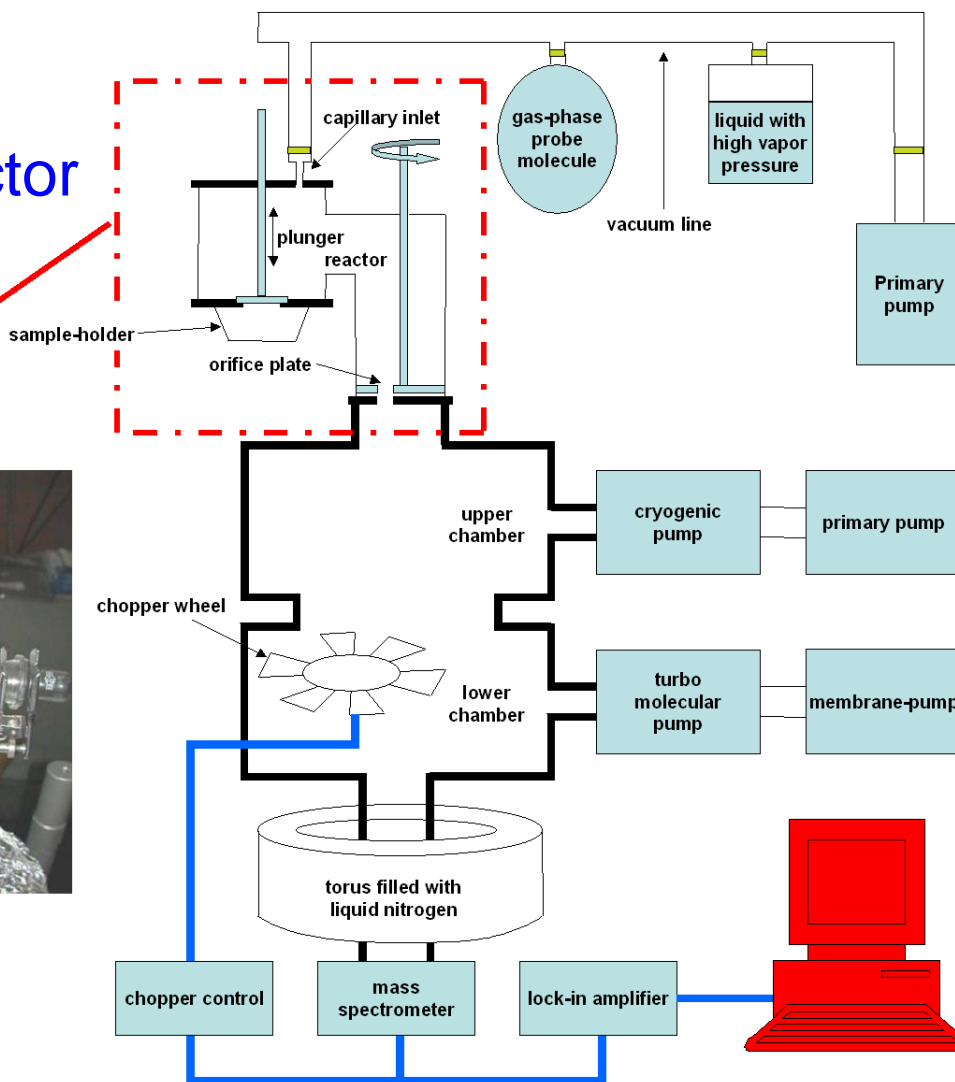 capillary inlet
gas-phase
probe
molecule
liquid with
high vapor
pressure
ctor
plunger
vacuum line
reactor
Primary
pump
sample-holder
orifice plate
upper
chamber
cryogenic
pump
primary pump
chopper wheel
lower
chamber
turbo
molecular
pump
membrane-pump
torus filled with
liquid nitrogen
chopper control
mass
spectrometer
lock-in amplifier